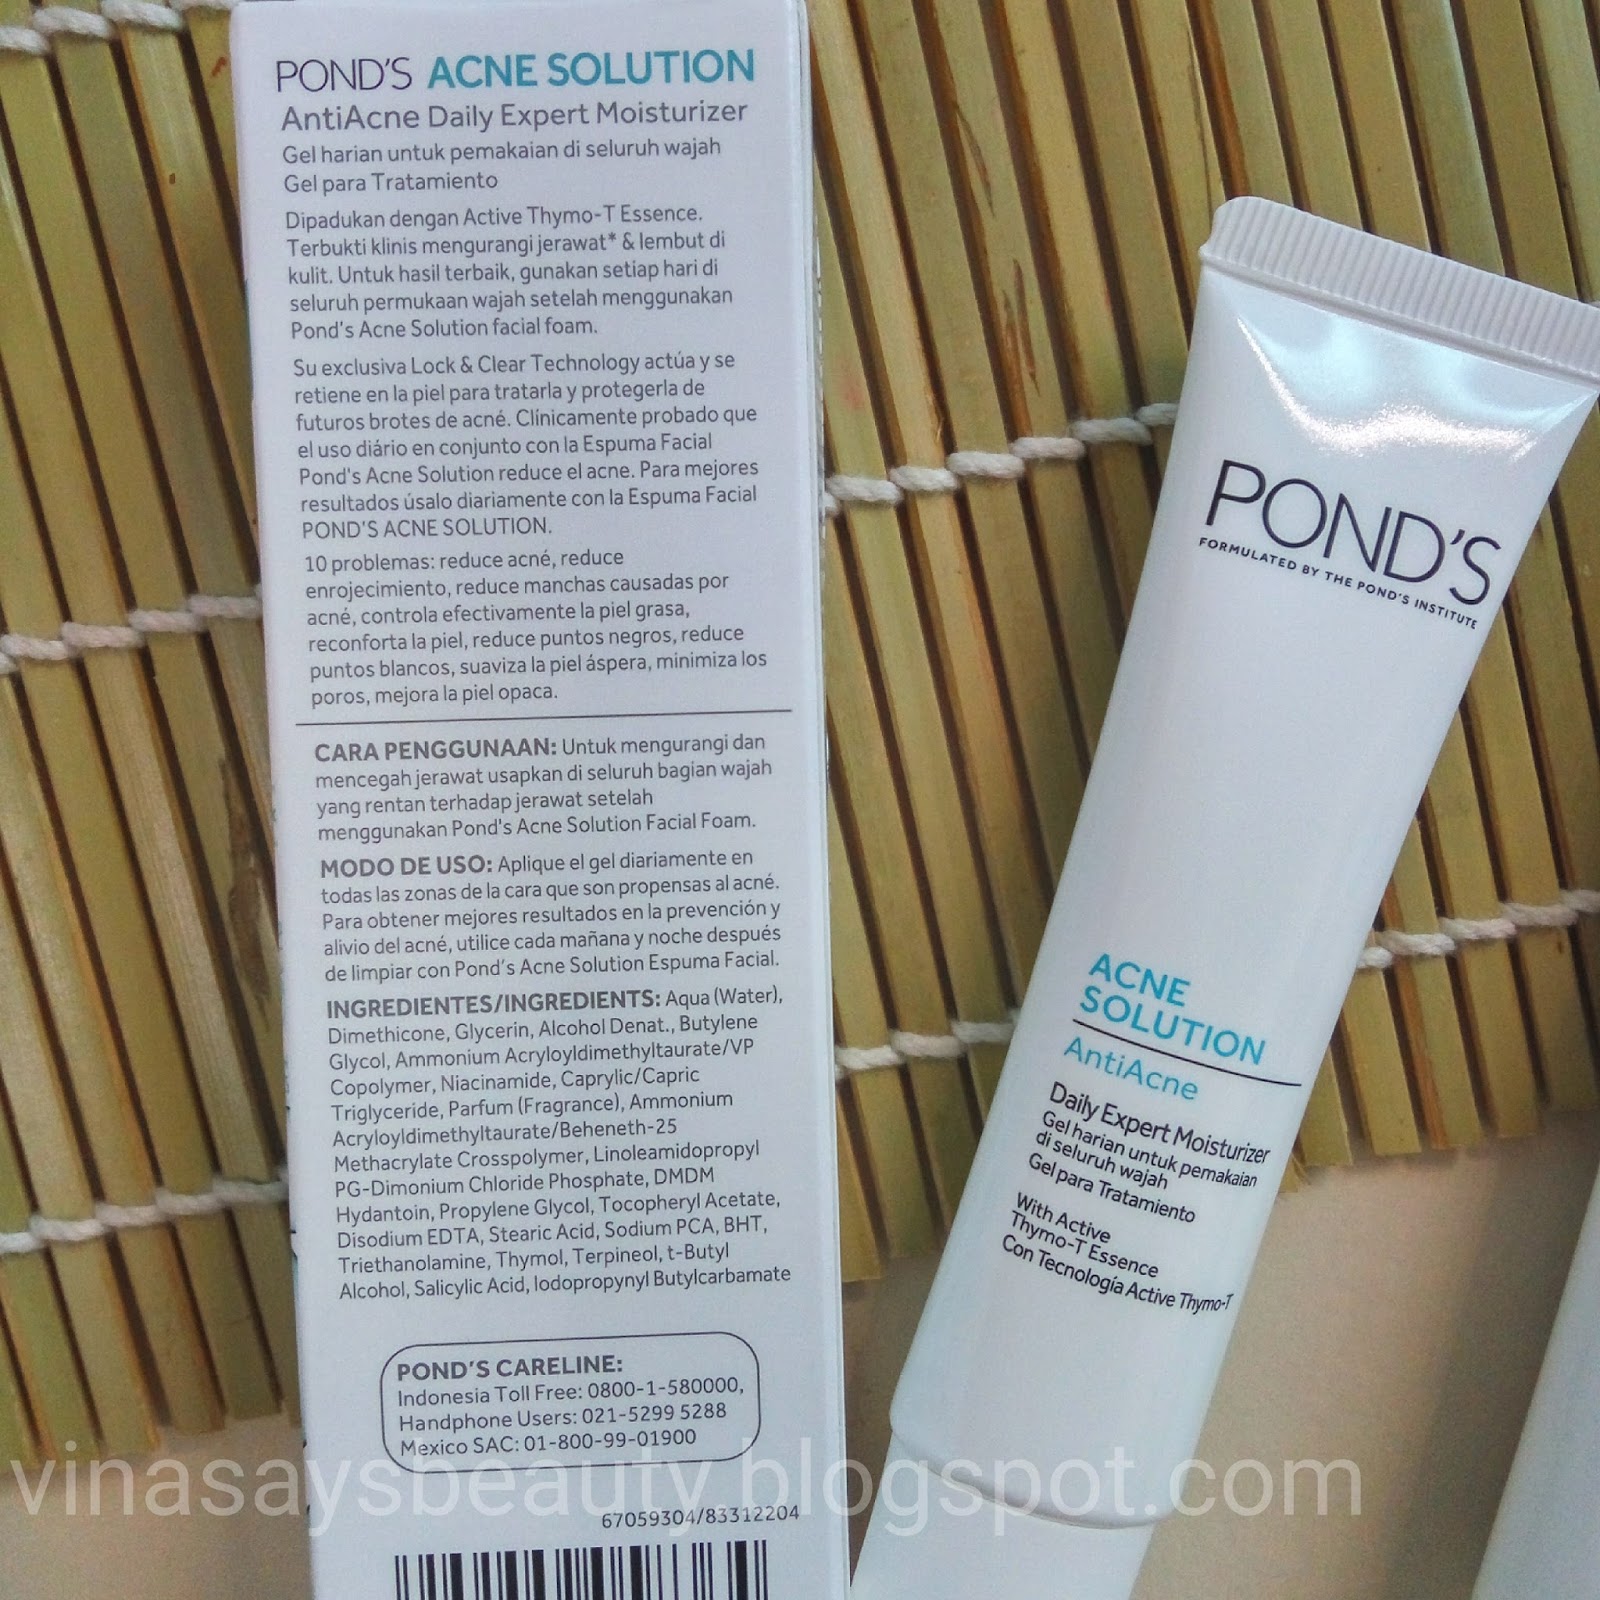 POND'S ACNE SOLUTION
AntiAcne Daily Expert Moisturizer
Gel harian untuk pemakaian di seluruh wajah
Gel para Tratamiento
Dipadukan dengan Active Thymo-T Essence.
Terbukti klinis mengurangi jerawat* & lembut di
kulit. Untuk hasil terbaik, gunakan setiap hari di
seluruh permukaan wajah setelah menggunakan
Pond's Acne Solution facial foam.
Su exclusiva Lock & Clear Technology actúa y se
retiene en la piel para tratarla y protegerla de
futuros brotes de acné. Clínicamente probado que
el uso diário en conjunto con la Espuma Facial
Pond's Acne Solution reduce el acne. Para mejores
resultados úsalo diariamente con la Espuma Facial
POND'S ACNE SOLUTION.
10 problemas: reduce acné, reduce
enrojecimiento, reduce manchas causadas por
acné, controla efectivamente la piel grasa,
reconforta la piel, reduce puntos negros, reduce
puntos blancos, suaviza la piel áspera, minimiza los
poros, mejora la piel opaca.
CARA PENGGUNAAN: Untuk mengurangi dan
mencegah jerawat usapkan di seluruh bagian wajah
yang rentan terhadap jerawat setelah
menggunakan Pond's Acne Solution Facial Foam.
MODO DE USO: Aplique el gel diariamente en
todas las zonas de la cara que son propensas al acné.
Para obtener mejores resultados en la prevención y
alivio del acné, utilice cada mañana y noche después
de limpiar con Pond's Acne Solution Espuma Facial.
INGREDIENTES/INGREDIENTS: Aqua (Water),
Dimethicone, Glycerin, Alcohol Denat., Butylene
Glycol, Ammonium Acryloyldimethyltaurate/VP
Copolymer, Niacinamide, Caprylic/Capric
Triglyceride, Parfum (Fragrance), Ammonium
Acryloyldimethyltaurate/Beheneth-25
Methacrylate Crosspolymer, Linoleamidopropyl
PG-Dimonium Chloride Phosphate, DMDM
Hydantoin, Propylene Glycol, Tocopheryl Acetate,
Disodium EDTA, Stearic Acid, Sodium PCA, BHT,
Triethanolamine, Thymol, Terpineol, t-Butyl
Alcohol, Salicylic Acid, Iodopropynyl Butylcarbamate
POND'S CARELINE:
Indonesia Toll Free: 0800-1-580000,
Handphone Users: 021-5299 5288
Mexico SAC: 01-800-99-01900
67059304/83312204
POND'S
FORMULATED BY THE POND'S INSTITUTE
ACNE
SOLUTION
AntiAcne
Daily Expert Moisturizer
Gel harian untuk pemakaian
di seluruh wajah
Gel para Tratamiento
With Active
Thymo-T Essence
Con Tecnología Active Thymo-T
vinasaysbeauty.blogspot.com